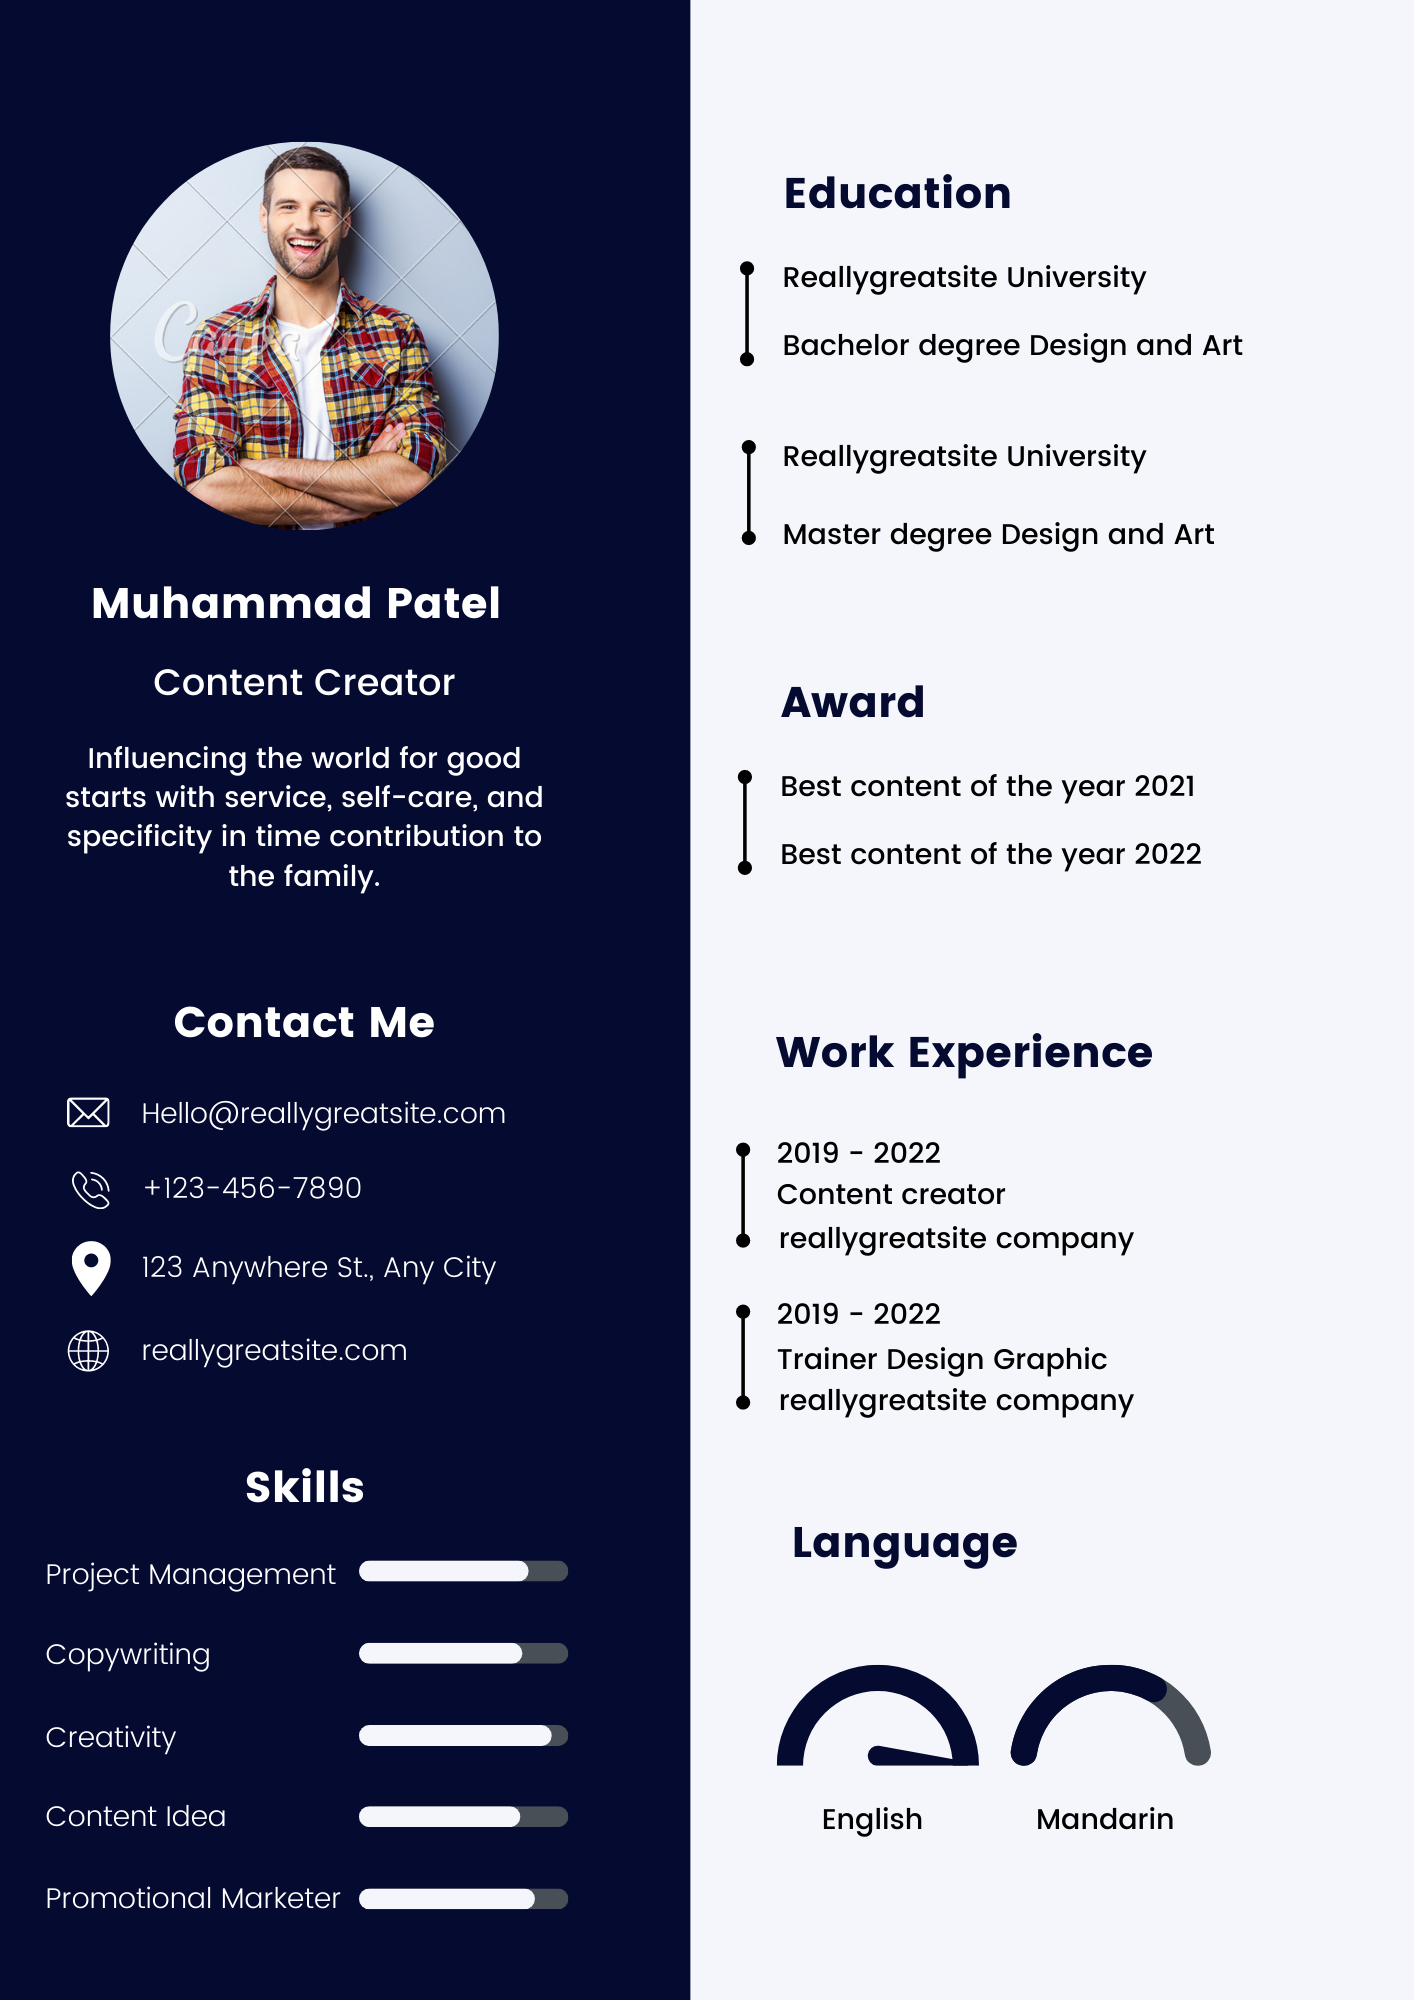 Canva
Muhammad Patel
Content Creator
Influencing the world for good
starts with service, self-care, and
specificity in time contribution to
the family.
Contact Me
Hello@reallygreatsite.com
+123-456-7890
123 Anywhere St., Any City
reallygreatsite.com
Skills
Project Management
Copywriting
Creativity
Content Idea
Promotional Marketer
Education
Reallygreatsite University
Bachelor degree Design and Art
Reallygreatsite University
Master degree Design and Art
Award
Best content of the year 2021
Best content of the year 2022
Work Experience
2019 - 2022
Content creator
reallygreatsite company
2019 - 2022
Trainer Design Graphic
reallygreatsite company
Language
English
Mandarin